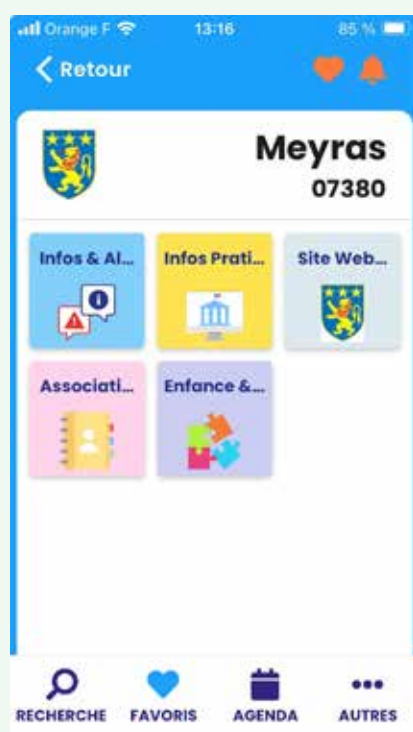 Orange F 13:16 85 %
Retour
Meyras
07380
Infos & Al... Infos Prati... Site Web...
Associati... Enfance &...
RECHERCHE FAVORIS AGENDA AUTRES